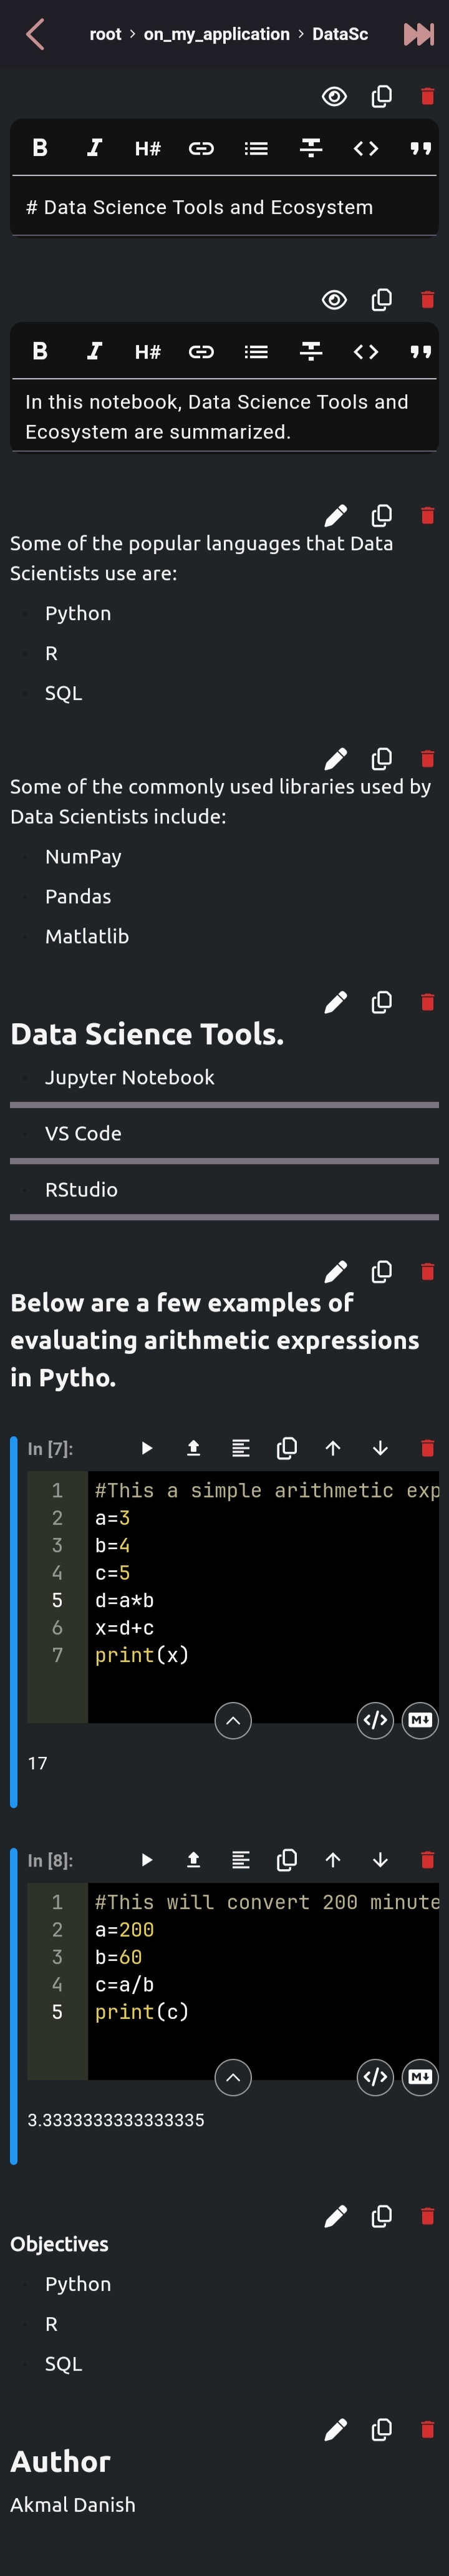 root > on_my_application > DataSc
B I H# <> "
# Data Science Tools and Ecosystem
B I H# <> "
In this notebook, Data Science Tools and
Ecosystem are summarized.
Some of the popular languages that Data
Scientists use are:
Python
R
SQL
Some of the commonly used libraries used by
Data Scientists include:
NumPay
Pandas
Matlatlib
Data Science Tools.
Jupyter Notebook
VS Code
RStudio
Below are a few examples of
evaluating arithmetic expressions
in Pytho.
In [7]:
1 #This a simple arithmetic exp
2 a=3
3 b=4
4 c=5
5 d=a*b
6 x=d+c
7 print(x)
</> M↓
17
In [8]:
1 #This will convert 200 minute
2 a=200
3 b=60
4 c=a/b
5 print(c)
</> M↓
3.3333333333333335
Objectives
Python
R
SQL
Author
Akmal Danish